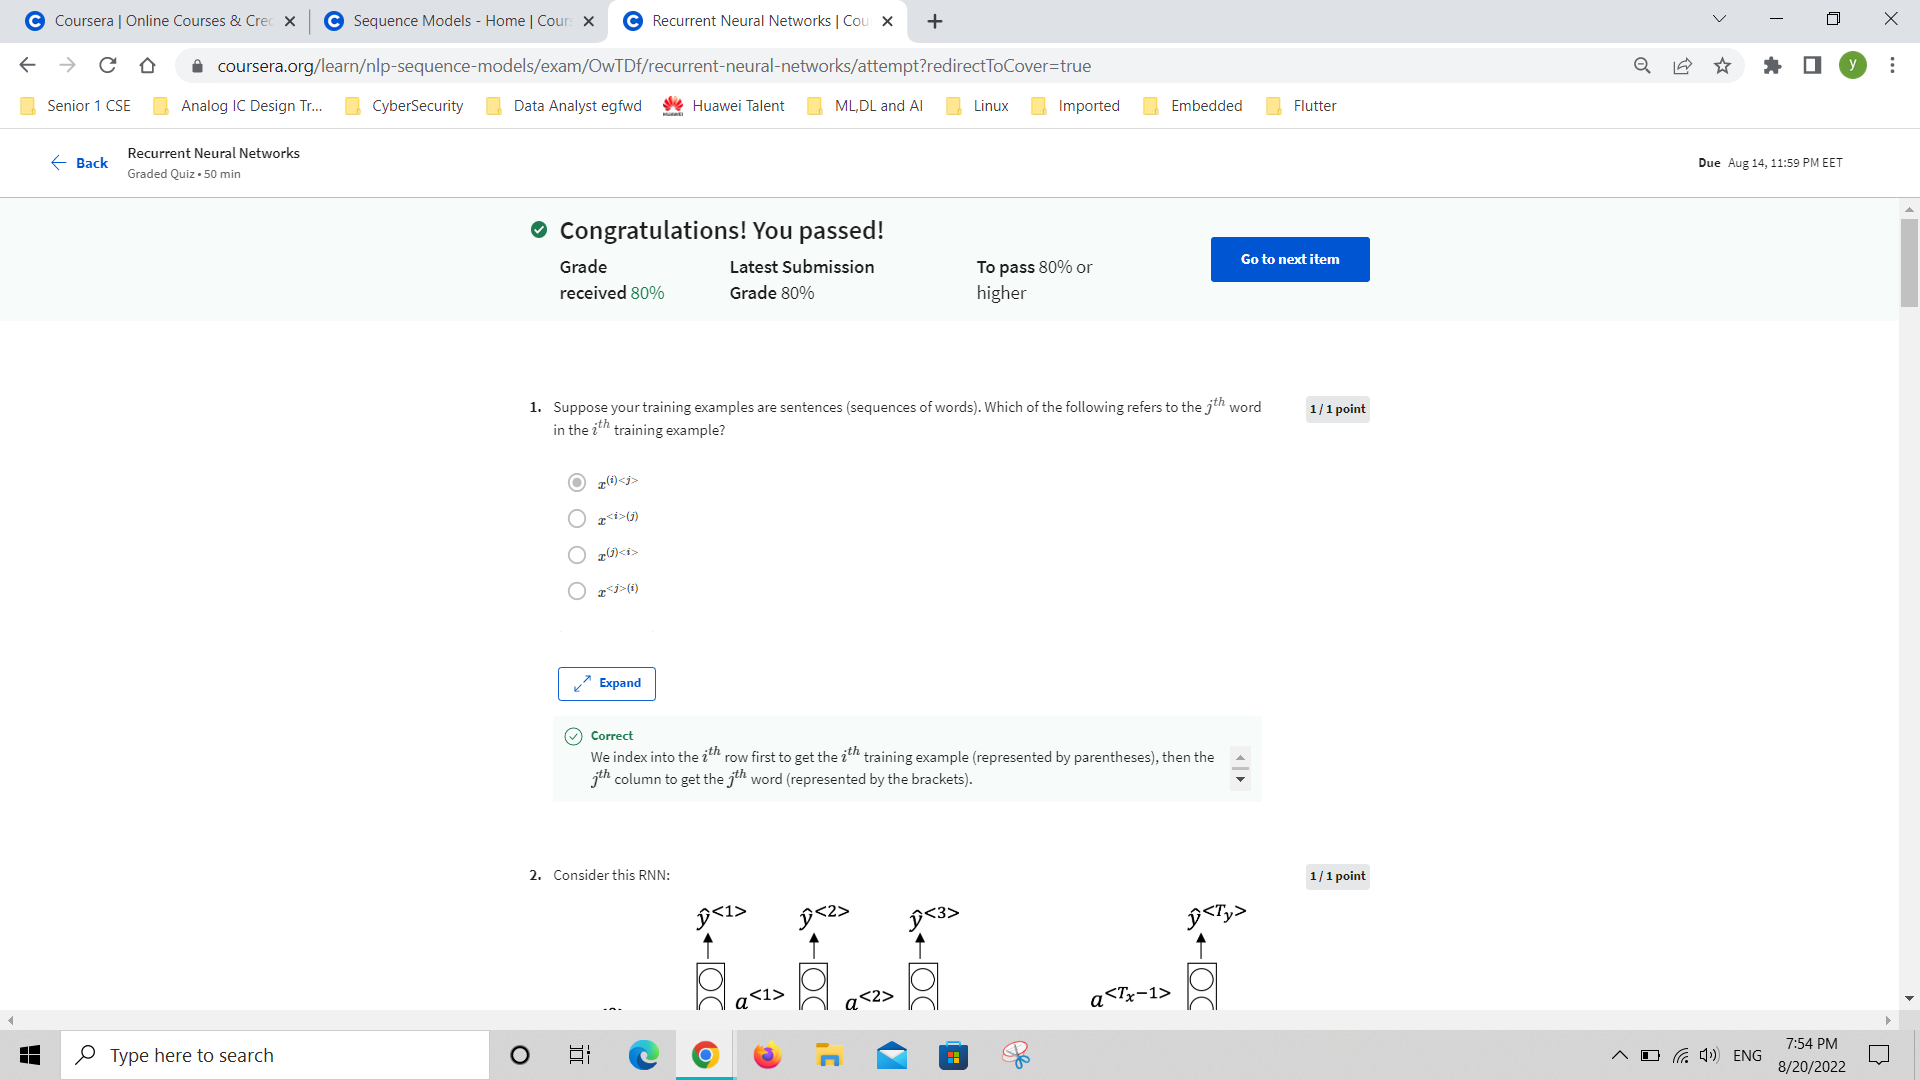 Coursera | Online Courses & Cre
Sequence Models - Home | Cour
Recurrent Neural Networks | Cou
coursera.org/learn/nlp-sequence-models/exam/OwTDf/recurrent-neural-networks/attempt?redirectToCover=true
y
Senior 1 CSE
Analog IC Design Tr...
CyberSecurity
Data Analyst egfwd
Huawei Talent
ML,DL and AI
Linux
Imported
Embedded
Flutter
Back
Recurrent Neural Networks
Graded Quiz • 50 min
Due Aug 14, 11:59 PM EET
Congratulations! You passed!
Grade received 80%
Latest Submission Grade 80%
To pass 80% or higher
Go to next item
1. Suppose your training examples are sentences (sequences of words). Which of the following refers to the j^{th} word
in the i^{th} training example?
1 / 1 point
x^{(i)<j>}
x^{<i>(j)}
x^{(j)<i>}
x^{<j>(i)}
Expand
Correct
We index into the i^{th} row first to get the i^{th} training example (represented by parentheses), then the
j^{th} column to get the j^{th} word (represented by the brackets).
2. Consider this RNN:
1 / 1 point
ŷ^{<1>} ŷ^{<2>} ŷ^{<3>} ŷ^{<T_y>}
a^{<1>} a^{<2>} a^{<T_x-1>}
Type here to search
ENG
7:54 PM
8/20/2022